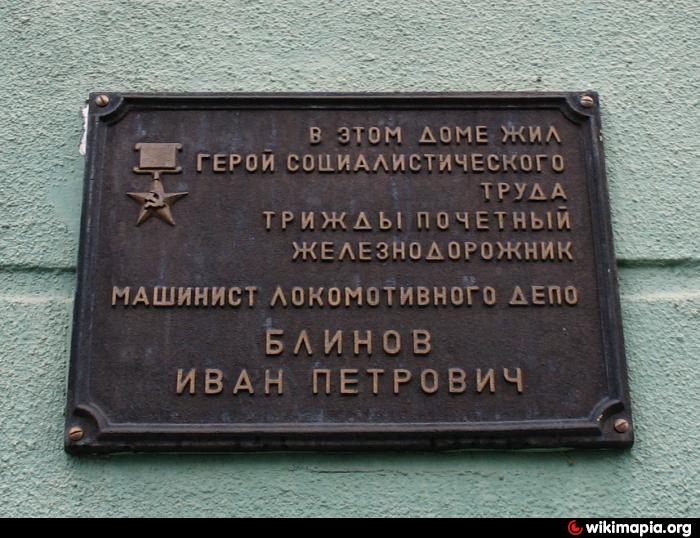 В ЭТОМ ДОМЕ ЖИЛ
ГЕРОЙ СОЦИАЛИСТИЧЕСКОГО
ТРУДА
ТРИЖДЫ ПОЧЕТНЫЙ
ЖЕЛЕЗНОДОРОЖНИК
МАШИНИСТ ЛОКОМОТИВНОГО ДЕПО
БЛИНОВ
ИВАН ПЕТРОВИЧ
wikimapia.org